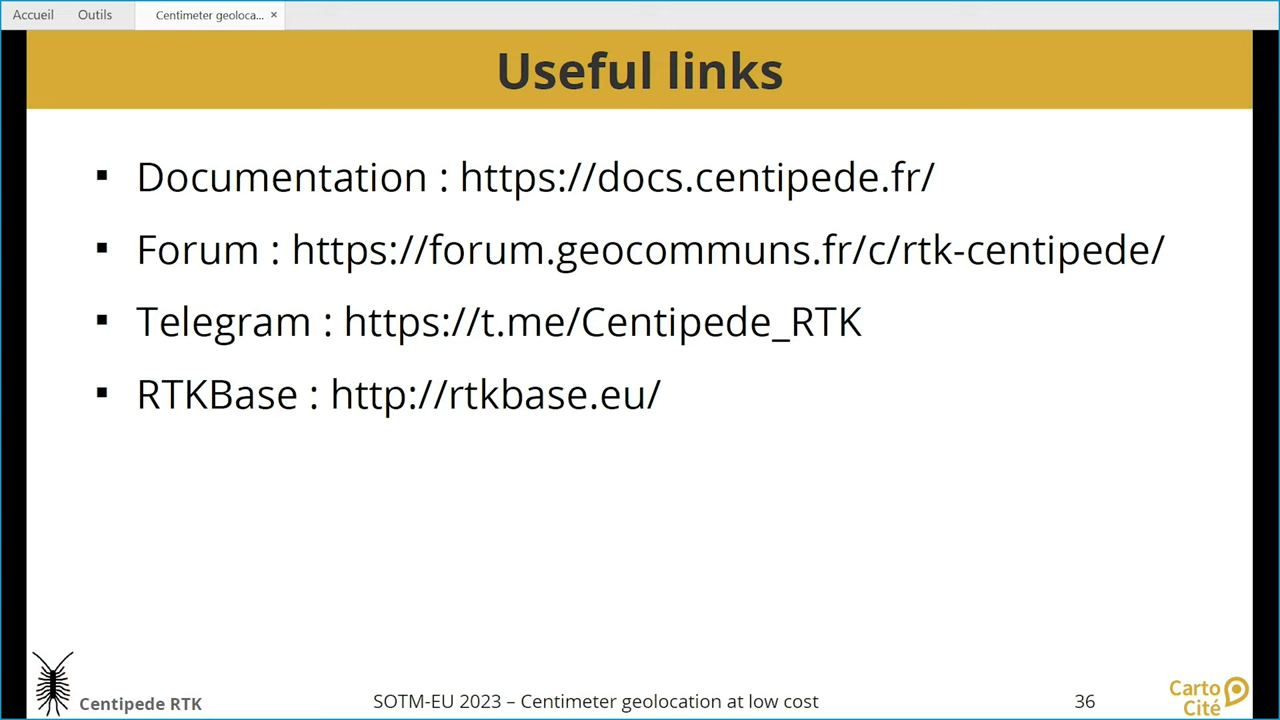 Accueil Outils Centimeter geoloca... ×
Useful links
▪ Documentation : https://docs.centipede.fr/
▪ Forum : https://forum.geocommuns.fr/c/rtk-centipede/
▪ Telegram : https://t.me/Centipede_RTK
▪ RTKBase : http://rtkbase.eu/
Centipede RTK SOTM-EU 2023 – Centimeter geolocation at low cost 36
Carto
Cité